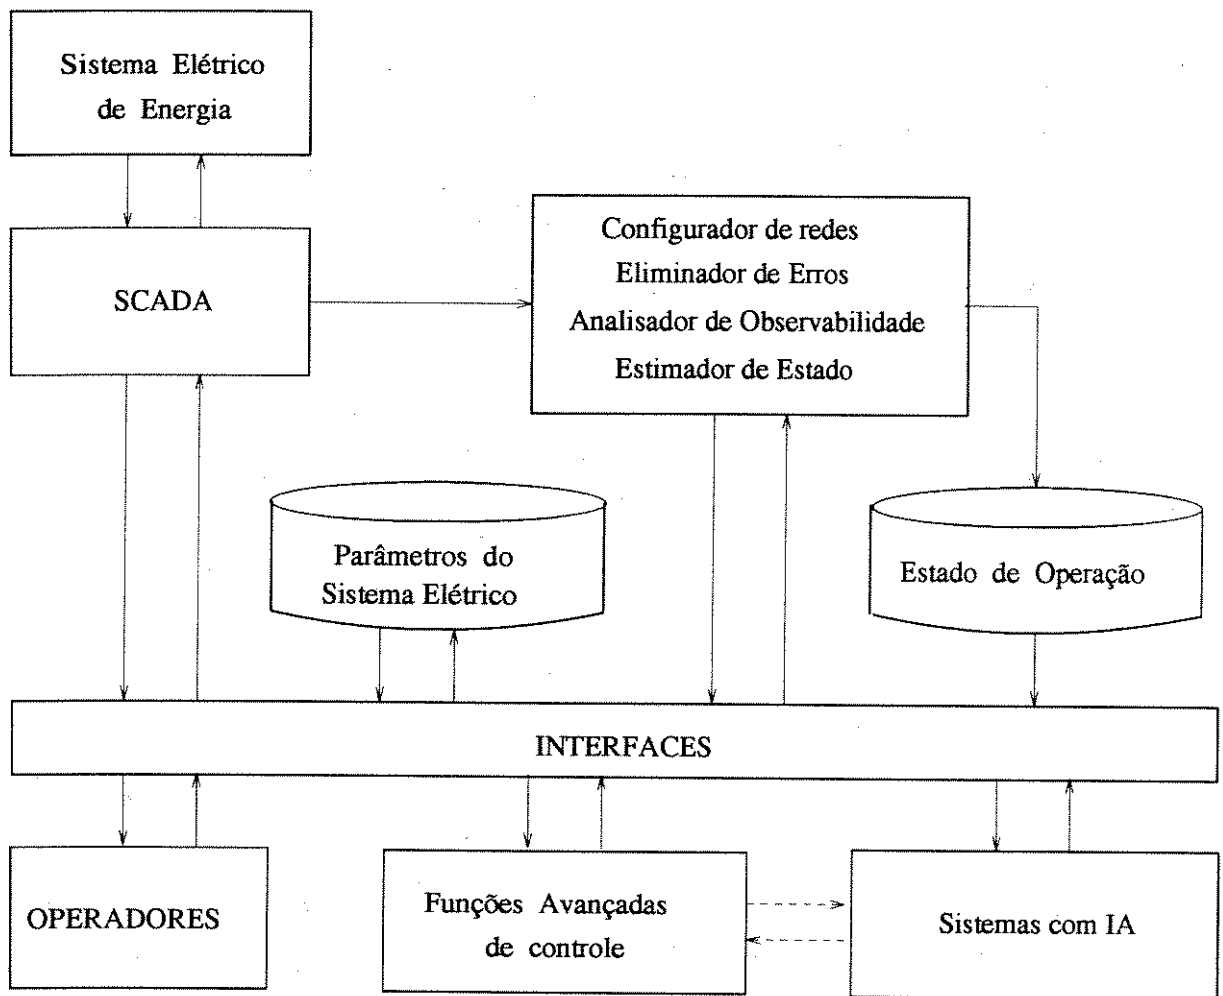 Sistema Elétrico
de Energia
SCADA
Configurador de redes
Eliminador de Erros
Analisador de Observabilidade
Estimador de Estado
Parâmetros do
Sistema Elétrico
Estado de Operação
INTERFACES
OPERADORES
Funções Avançadas
de controle
Sistemas com IA